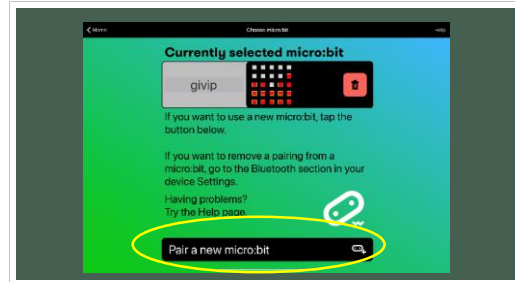 Home
Choose micro:bit
Currently selected micro:bit
givip
If you want to use a new micro:bit, tap the
button below.
If you want to remove a pairing from a
micro:bit, go to the Bluetooth section in your
device Settings.
Having problems?
Try the Help page.
Pair a new micro:bit